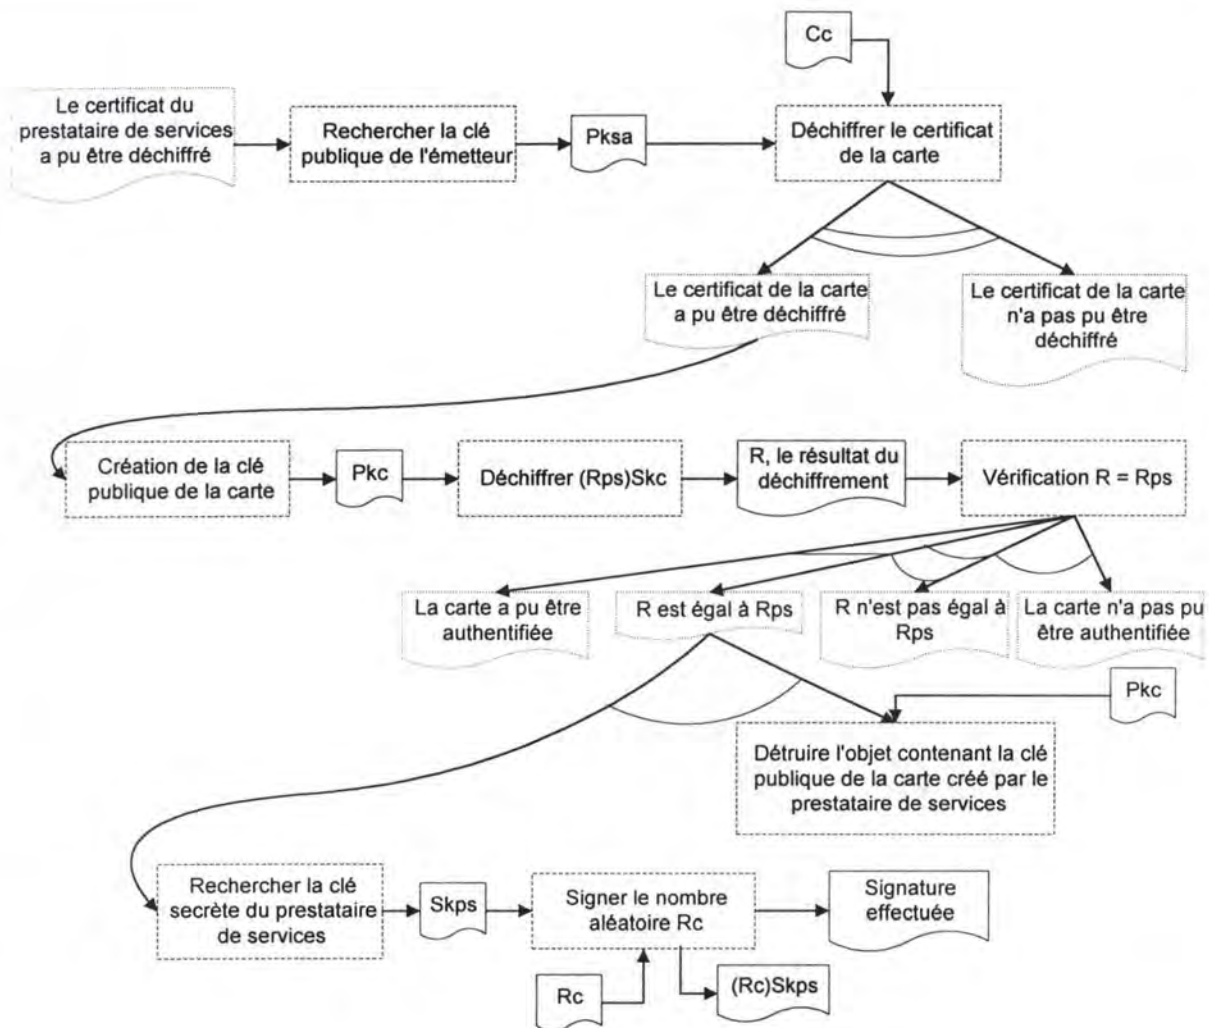 Cc
Le certificat du
prestataire de services
a pu être déchiffré
Rechercher la clé
publique de l'émetteur
Pksa
Déchiffrer le certificat
de la carte
Le certificat de la carte
a pu être déchiffré
Le certificat de la carte
n'a pas pu être
déchiffré
Création de la clé
publique de la carte
Pkc
Déchiffrer (Rps)Skc
R, le résultat du
déchiffrement
Vérification R = Rps
La carte a pu être
authentifiée
R est égal à Rps
R n'est pas égal à
Rps
La carte n'a pas pu
être authentifiée
Pkc
Détruire l'objet contenant la clé
publique de la carte créé par le
prestataire de services
Rechercher la clé
secrète du prestataire
de services
Skps
Signer le nombre
aléatoire Rc
Signature
effectuée
Rc
(Rc)Skps